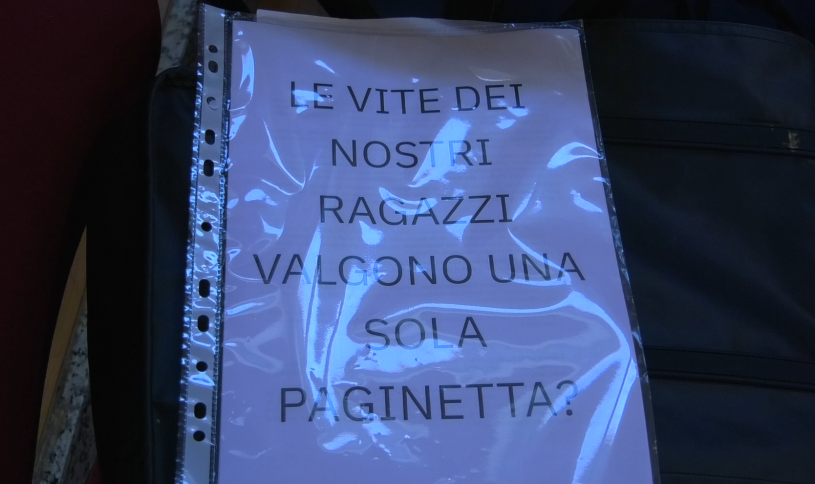 LE VITE DEI
NOSTRI
RAGAZZI
VALGONO UNA
SOLA
PAGINETTA?